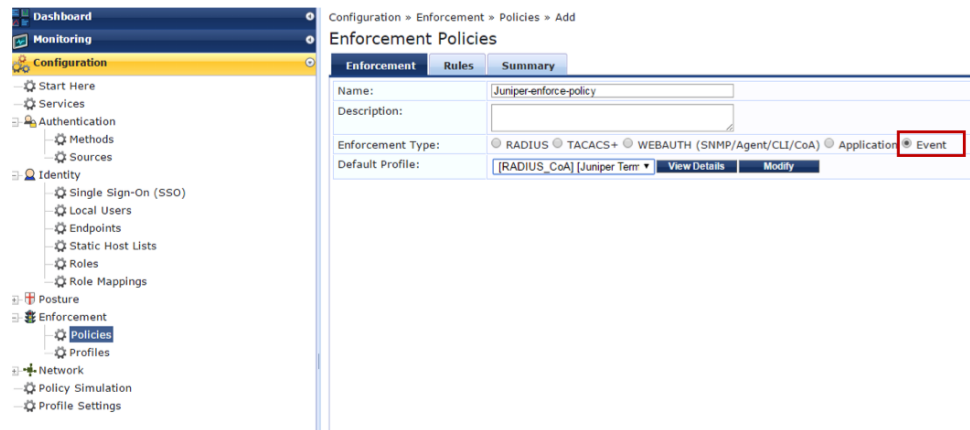 Dashboard
Monitoring
Configuration
Start Here
Services
Authentication
Methods
Sources
Identity
Single Sign-On (SSO)
Local Users
Endpoints
Static Host Lists
Roles
Role Mappings
Posture
Enforcement
Policies
Profiles
Network
Policy Simulation
Profile Settings
Configuration » Enforcement » Policies » Add
Enforcement Policies
Enforcement Rules Summary
Name: Juniper-enforce-policy
Description:
Enforcement Type: RADIUS TACACS+ WEBAUTH (SNMP/Agent/CLI/CoA) Application Event
Default Profile: [RADIUS_CoA] [Juniper Term View Details Modify